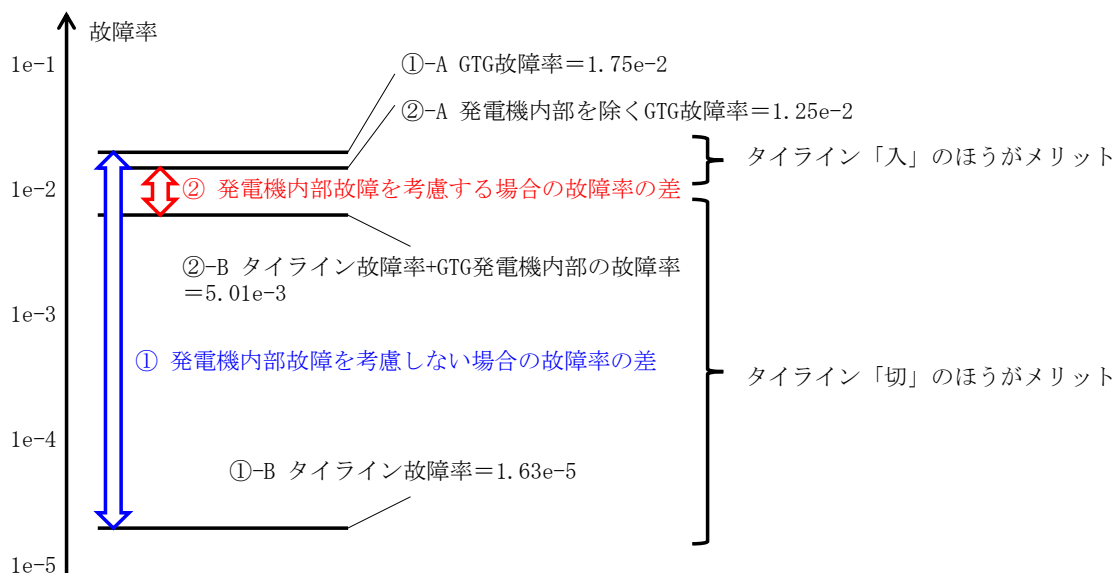 故障率
1e-1
①-A GTG故障率＝1.75e-2
②-A 発電機内部を除くGTG故障率＝1.25e-2
タイライン「入」のほうがメリット
1e-2
② 発電機内部故障を考慮する場合の故障率の差
②-B タイライン故障率+GTG発電機内部の故障率
＝5.01e-3
1e-3
① 発電機内部故障を考慮しない場合の故障率の差
タイライン「切」のほうがメリット
1e-4
①-B タイライン故障率＝1.63e-5
1e-5